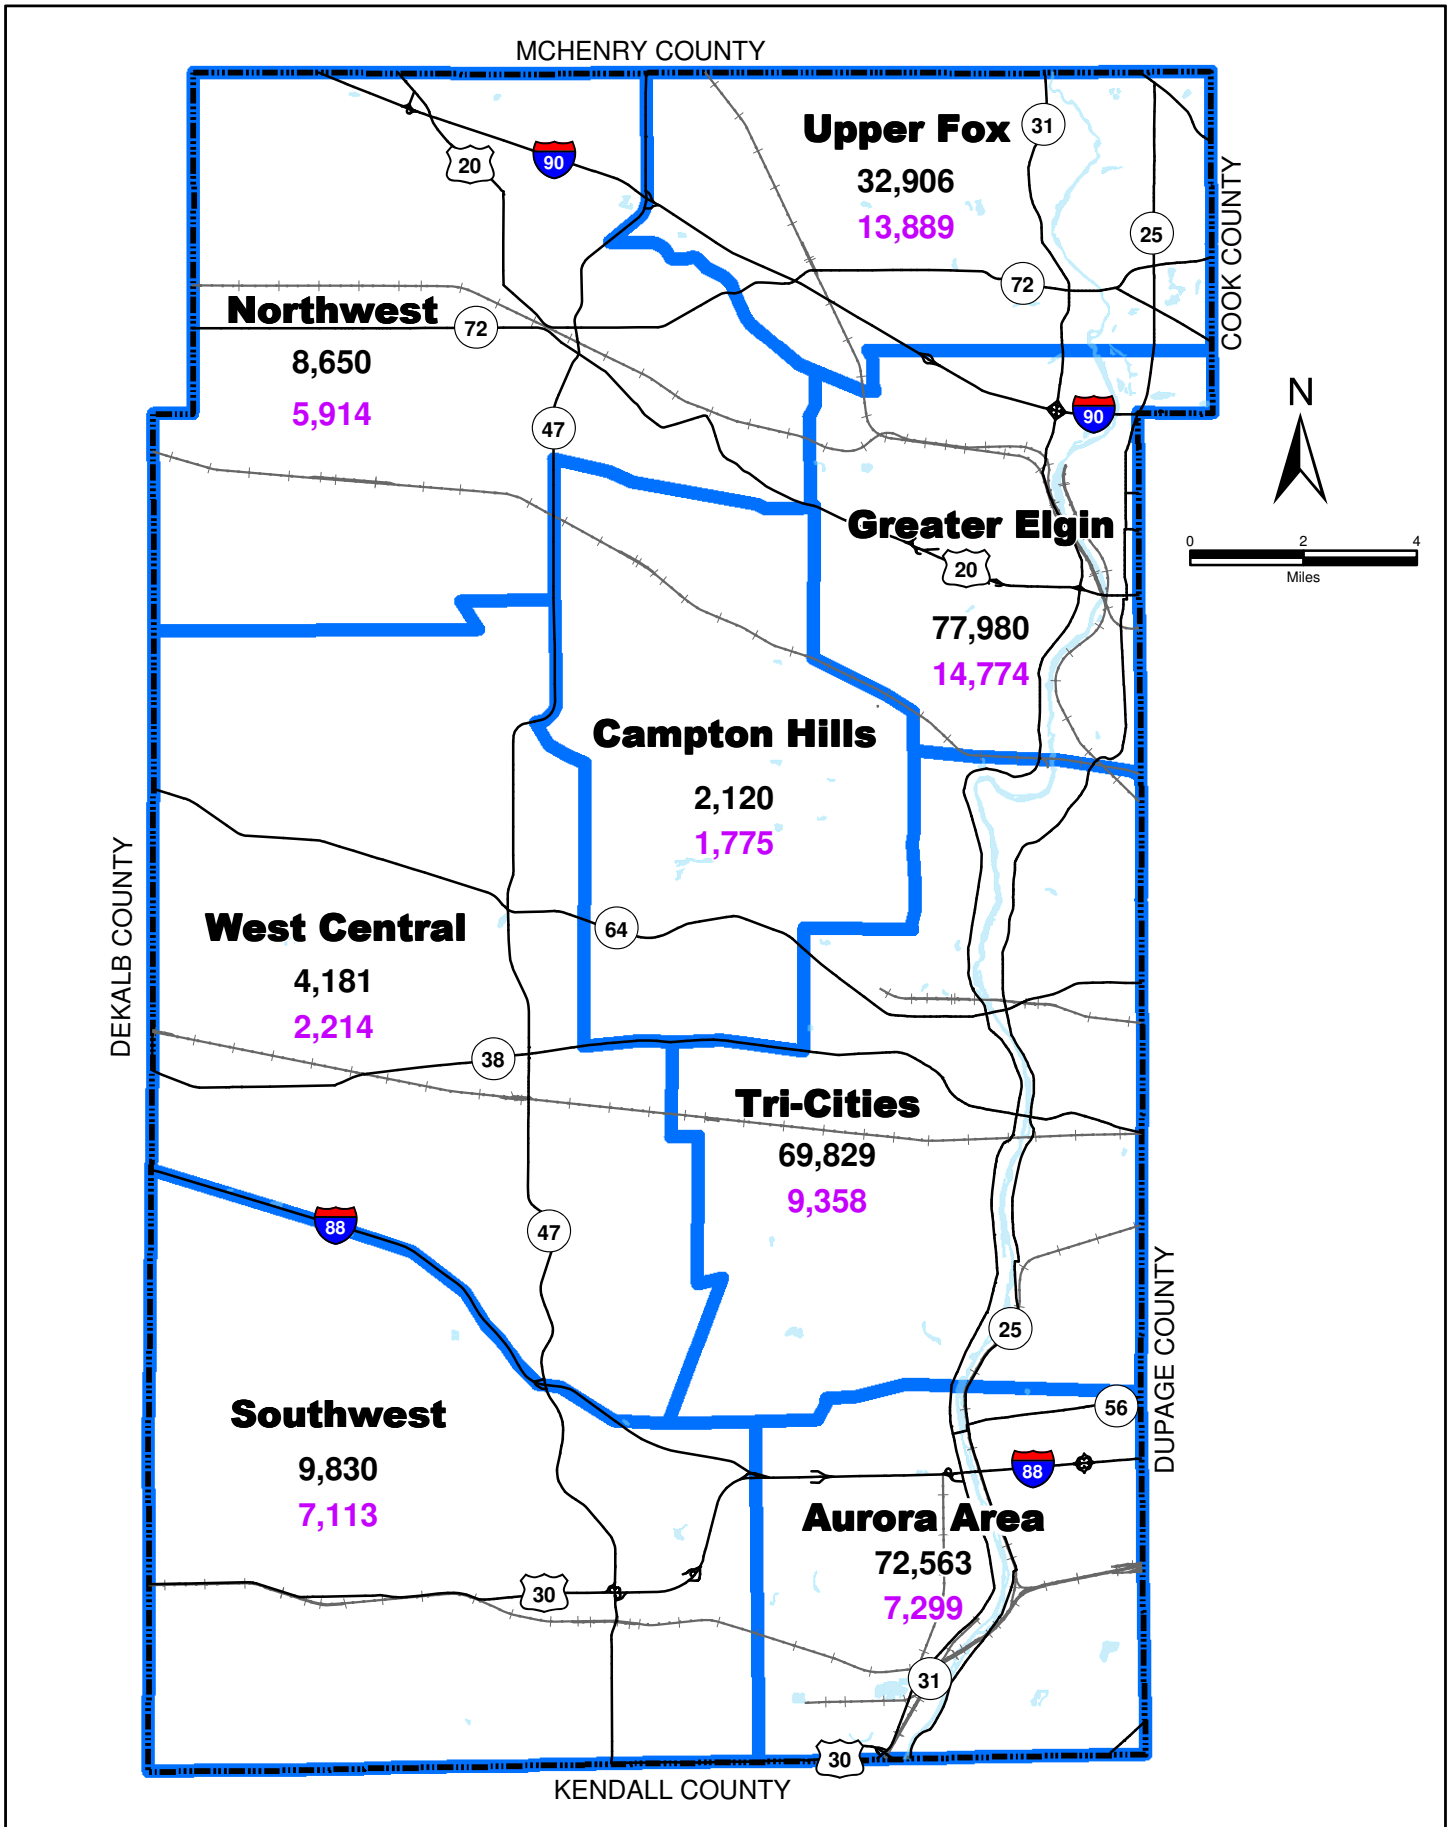 MCHENRY COUNTY
Upper Fox
31
32,906
13,889
20
90
25
COOK COUNTY
72
Northwest
72
8,650
5,914
47
90
N
Greater Elgin
20
0 2 4
Miles
77,980
14,774
Campton Hills
2,120
1,775
DEKALB COUNTY
West Central
64
4,181
2,214
38
Tri-Cities
69,829
9,358
88
47
25
DUPAGE COUNTY
Southwest
56
9,830
7,113
88
Aurora Area
72,563
7,299
30
31
30
KENDALL COUNTY